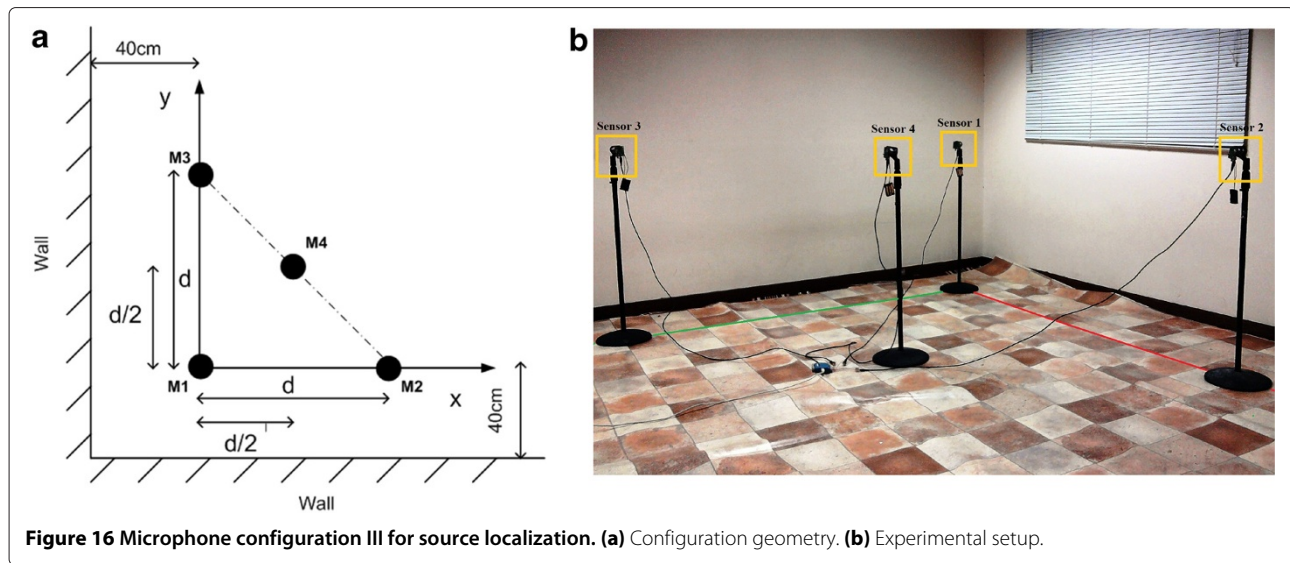 a
40cm
y
M3
Wall
d
M4
d/2
M1
d
M2
x
40cm
d/2
Wall
b
Sensor 3
Sensor 4
Sensor 1
Sensor 2
Figure 16 Microphone configuration III for source localization. (a) Configuration geometry. (b) Experimental setup.